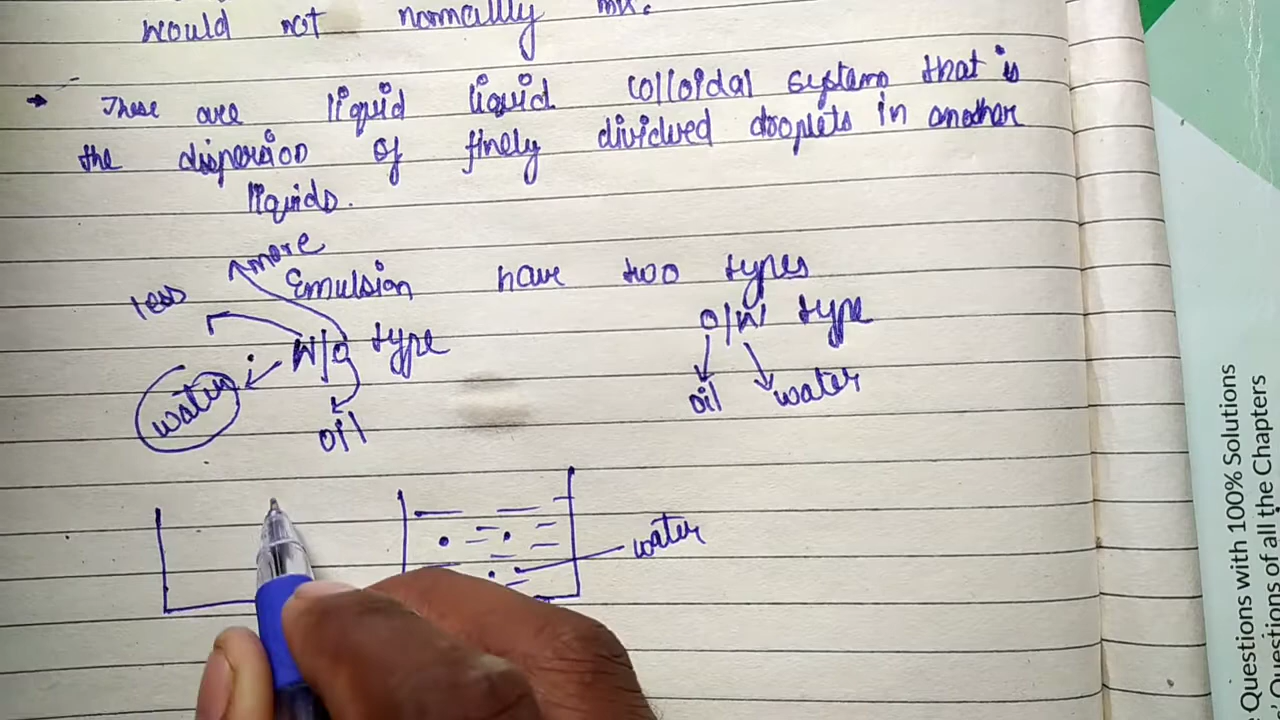 would not normally mix.
→ These are liquid liquid colloidal systems that is
the dispersion of finely divided droplets in another
liquids.
more
less
Emulsion have two types
W/O type
O/W type
water
oil
oil
water
water
e Questions with 100% Solutions
Questions of all the Chapters